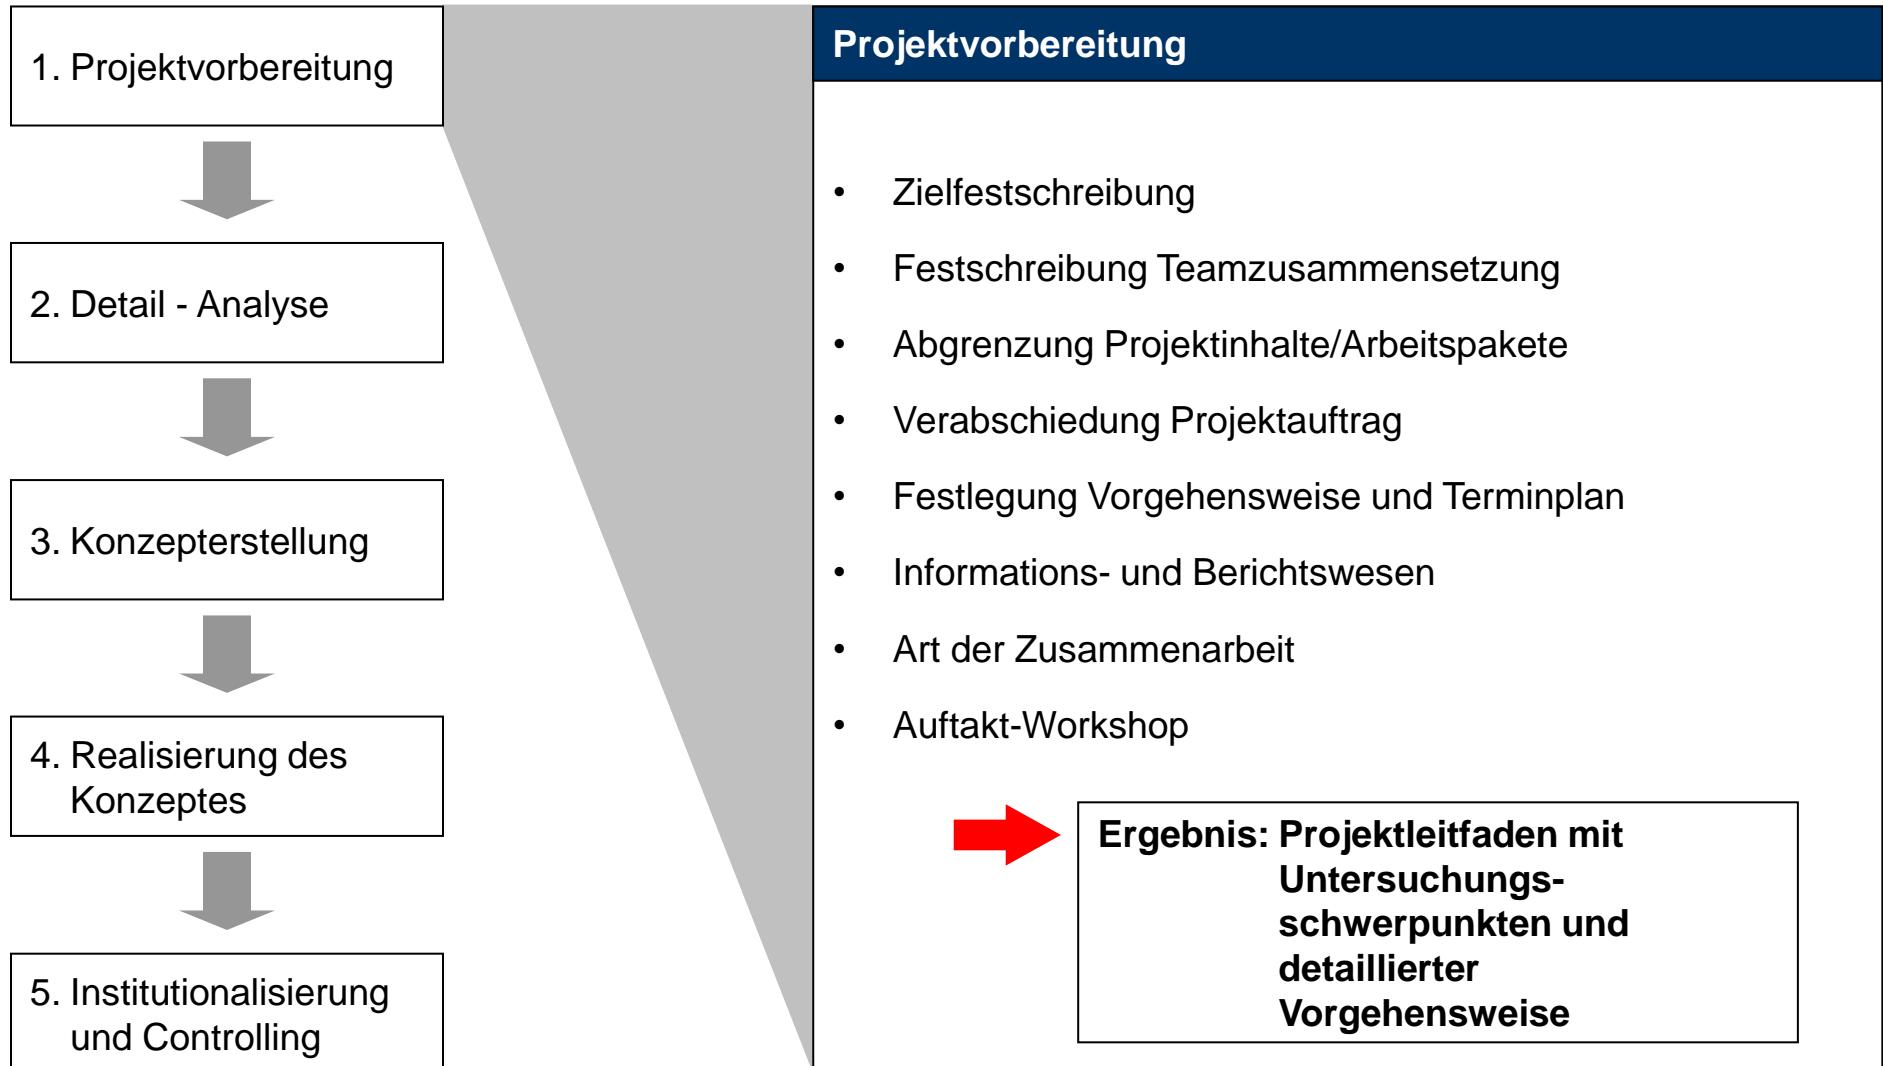 1. Projektvorbereitung
2. Detail - Analyse
3. Konzepterstellung
4. Realisierung des
Konzeptes
5. Institutionalisierung
und Controlling
Projektvorbereitung
• Zielfestschreibung
• Festschreibung Teamzusammensetzung
• Abgrenzung Projektinhalte/Arbeitspakete
• Verabschiedung Projektauftrag
• Festlegung Vorgehensweise und Terminplan
• Informations- und Berichtswesen
• Art der Zusammenarbeit
• Auftakt-Workshop
Ergebnis: Projektleitfaden mit
Untersuchungs-
schwerpunkten und
detaillierter
Vorgehensweise